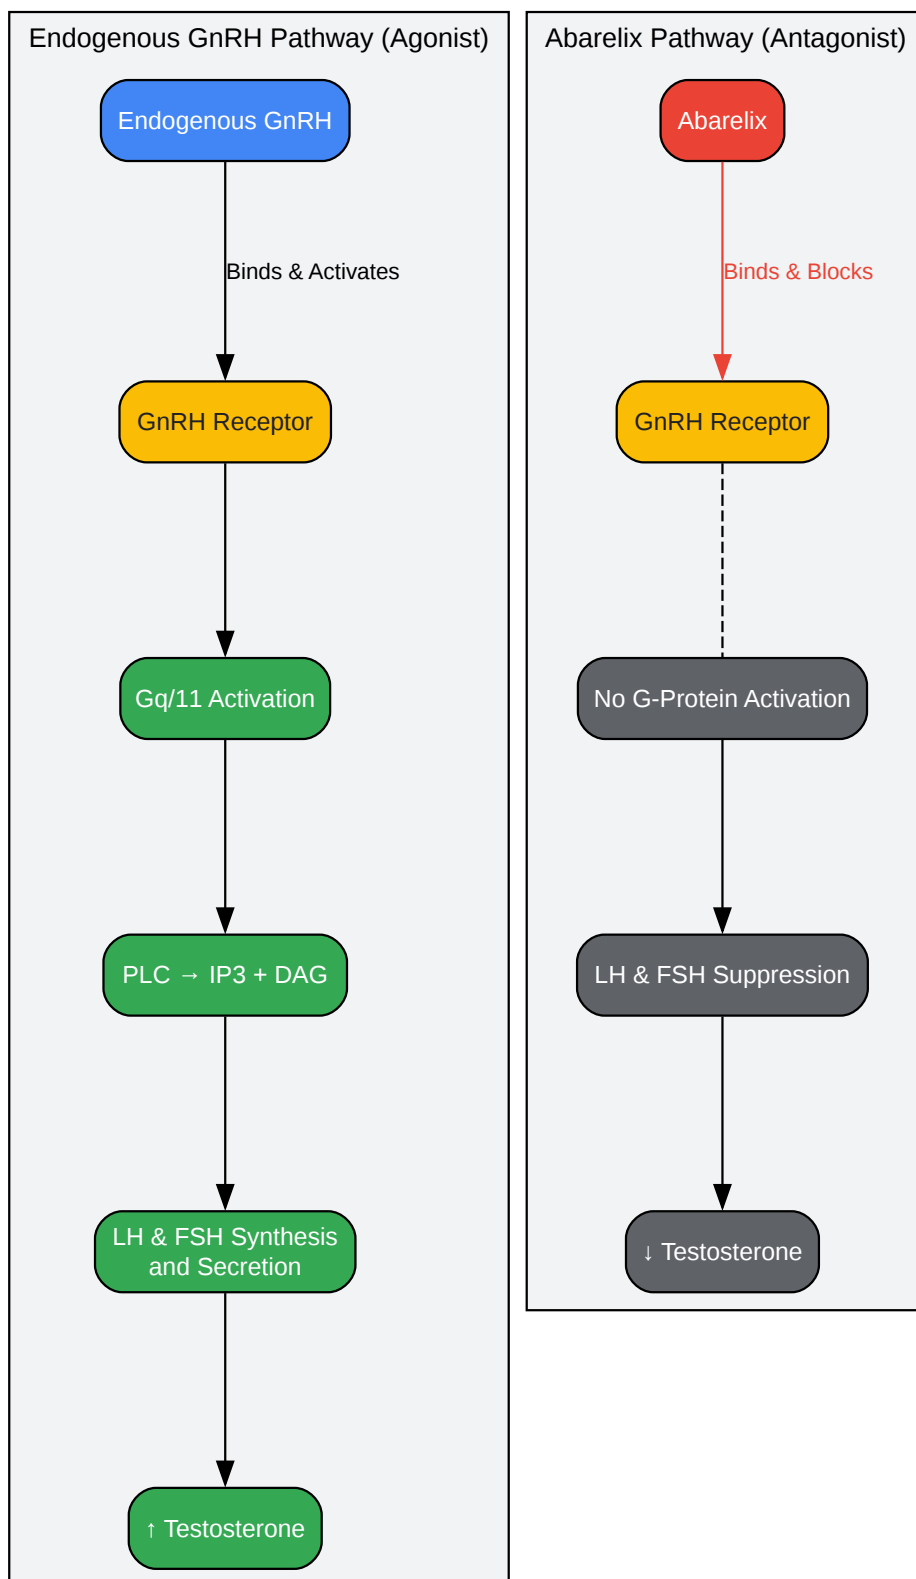 Endogenous GnRH Pathway (Agonist)
Endogenous GnRH
Binds & Activates
GnRH Receptor
Gq/11 Activation
PLC → IP3 + DAG
LH & FSH Synthesis
and Secretion
↑ Testosterone
Abarelix Pathway (Antagonist)
Abarelix
Binds & Blocks
GnRH Receptor
No G-Protein Activation
LH & FSH Suppression
↓ Testosterone